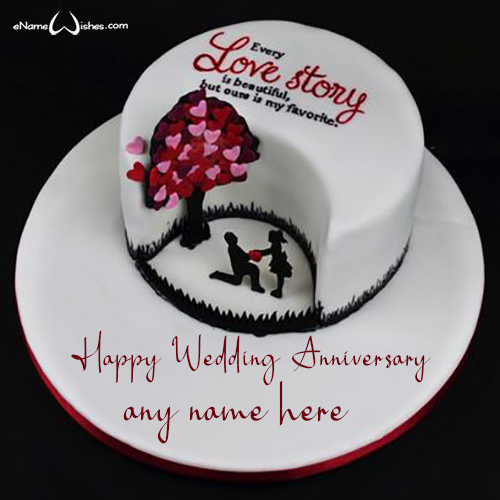 eNameWishes.com
Every
Love story
is beautiful,
but ours is my favorite.
Happy Wedding Anniversary
any name here